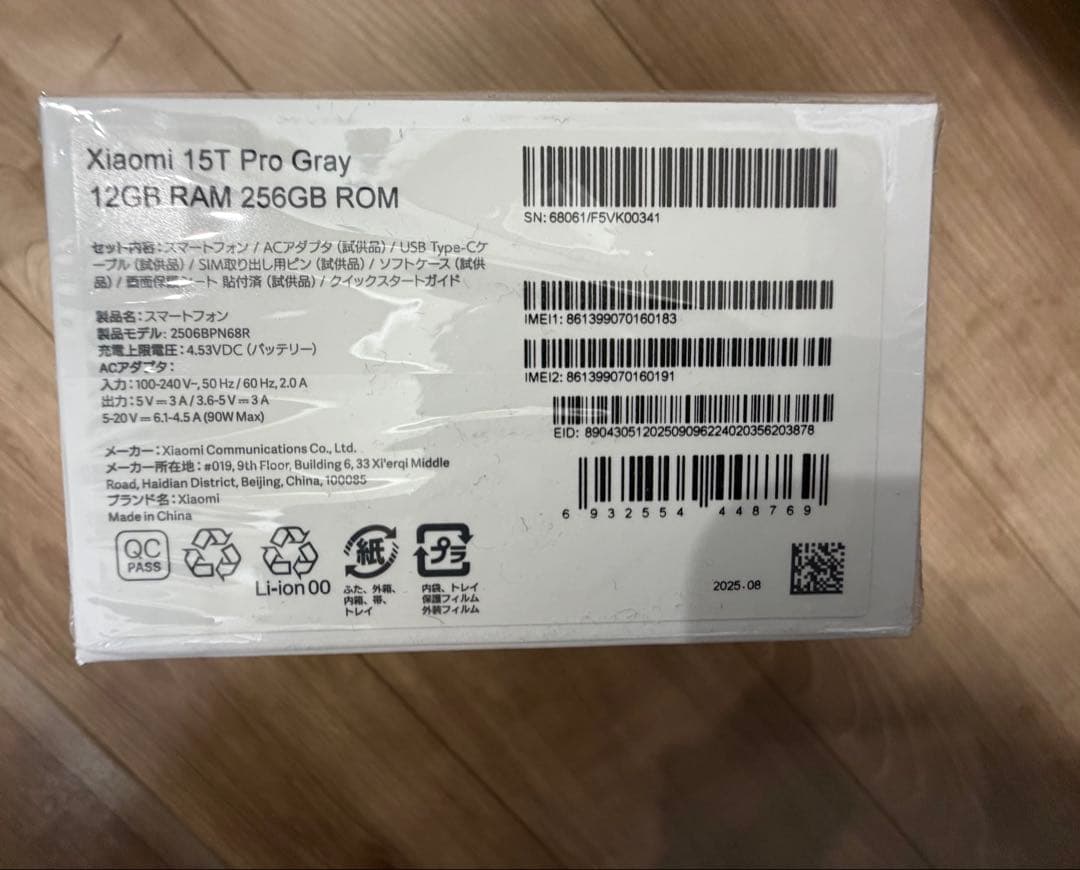 Xiaomi 15T Pro Gray
12GB RAM 256GB ROM
セット内容:スマートフォン / ACアダプタ (試供品) / USB Type-Cケ
ーブル (試供品) / SIM取り出し用ピン (試供品) / ソフトケース (試供
品) / 画面保護シート 貼付済 (試供品) / クイックスタートガイド
製品名:スマートフォン
製品モデル: 2506BPN68R
充電上限電圧:4.53VDC (バッテリー)
ACアダプタ:
入力:100-240 V~, 50 Hz / 60 Hz, 2.0 A
出力:5 V⎓3 A / 3.6-5 V⎓3 A
5-20 V⎓6.1-4.5 A (90W Max)
メーカー:Xiaomi Communications Co., Ltd.
メーカー所在地:#019, 9th Floor, Building 6, 33 Xi'erqi Middle
Road, Haidian District, Beijing, China, 100085
ブランド名:Xiaomi
Made in China
QC
PASS
Li-ion 00
紙
ふた、外箱、
内箱、帯、
トレイ
プラ
内袋、トレイ
保護フィルム
外装フィルム
SN: 68061/F5VK00341
IMEI1: 861399070160183
IMEI2: 861399070160191
EID: 89043051202509096224020356203878
6 932554 448769
2025.08